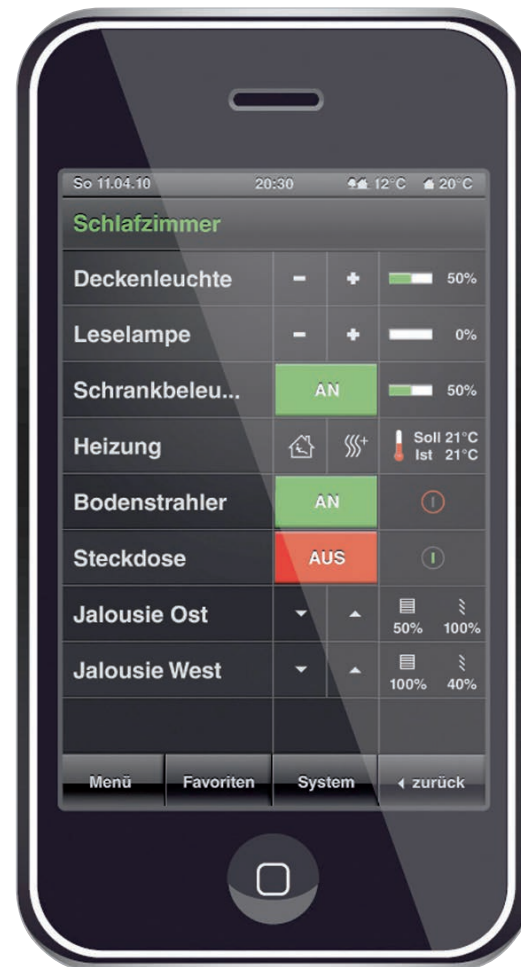 So 11.04.10 20:30 12°C 20°C
Schlafzimmer
Deckenleuchte - + 50%
Leselampe - + 0%
Schrankbeleu... AN 50%
Heizung + Soll 21°C
Ist 21°C
Bodenstrahler AN
Steckdose AUS
Jalousie Ost 50% 100%
Jalousie West 100% 40%
Menü Favoriten System zurück